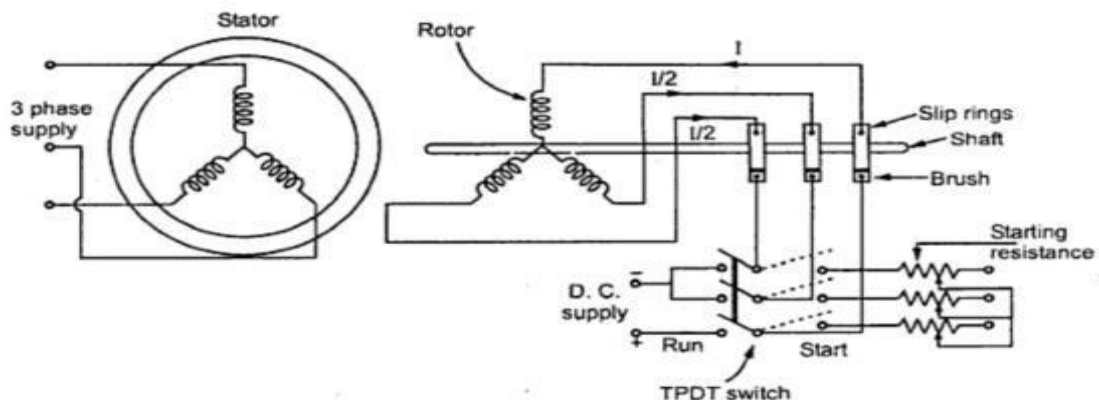 Stator
3 phase
supply
Rotor
I
I/2
I/2
Slip rings
Shaft
Brush
Starting
resistance
−
D. C.
supply
+
Run
Start
TPDT switch